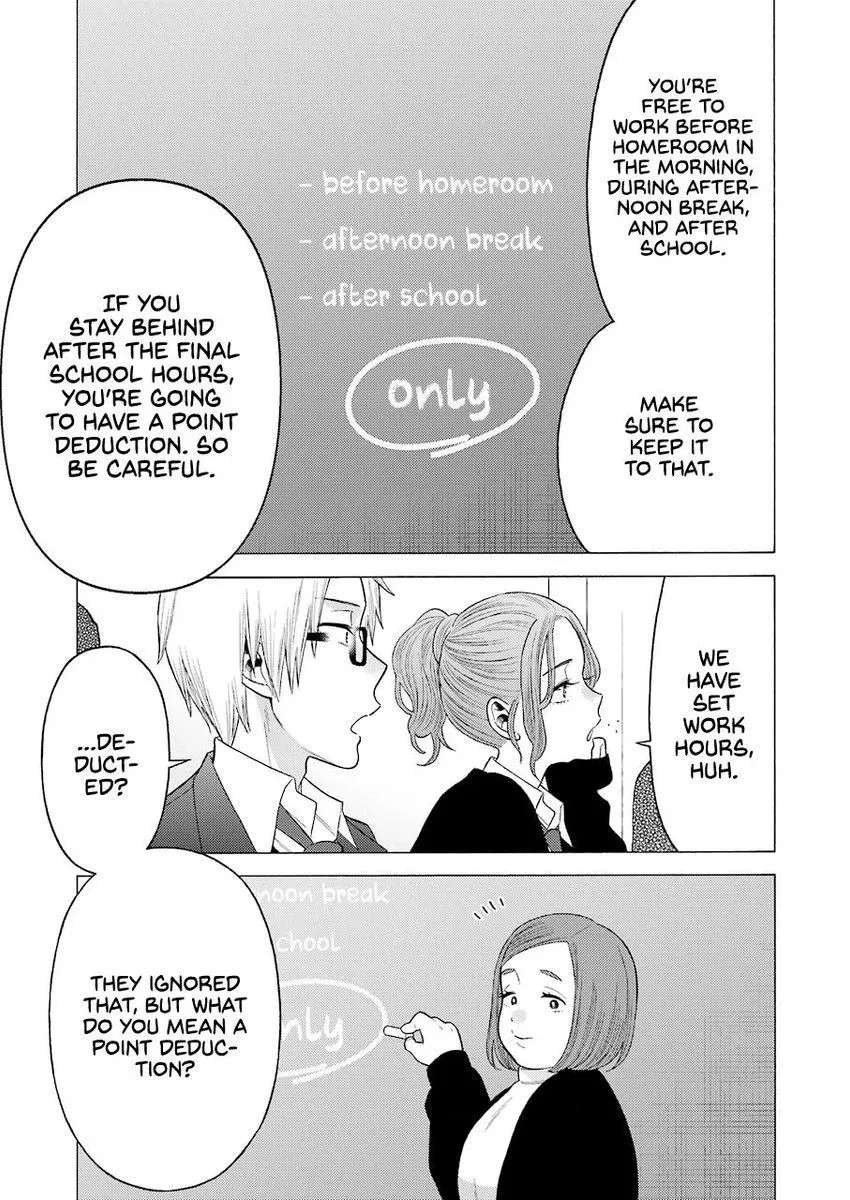 YOU'RE
FREE TO
WORK BEFORE
HOMEROOM IN
THE MORNING,
DURING AFTER-
NOON BREAK,
AND AFTER
SCHOOL.
MAKE
SURE TO
KEEP IT
TO THAT.
- before homeroom
- afternoon break
- after school
only
IF YOU
STAY BEHIND
AFTER THE FINAL
SCHOOL HOURS,
YOU'RE GOING
TO HAVE A POINT
DEDUCTION. SO
BE CAREFUL.
WE
HAVE
SET
WORK
HOURS,
HUH.
...DE-
DUCT-
ED?
noon break
chool
only
THEY IGNORED
THAT, BUT WHAT
DO YOU MEAN A
POINT DEDUC-
TION?